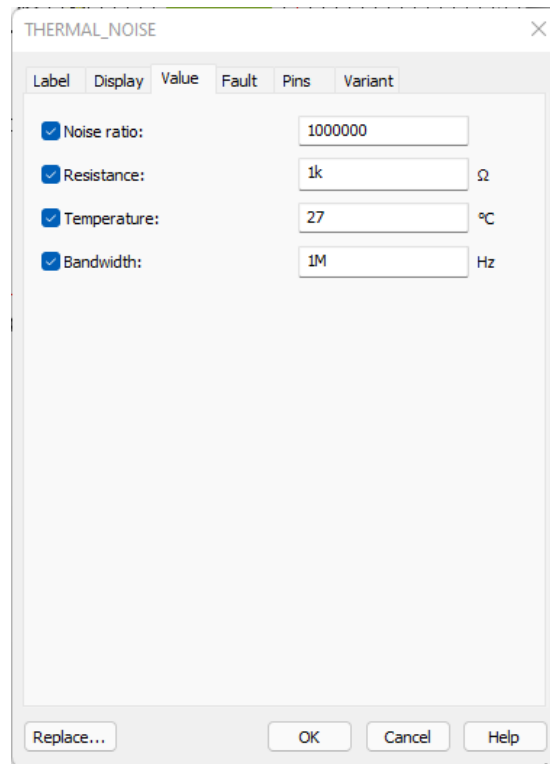 THERMAL_NOISE
Label Display Value Fault Pins Variant
Noise ratio: 1000000
Resistance: 1k Ω
Temperature: 27 ºC
Bandwidth: 1M Hz
Replace... OK Cancel Help